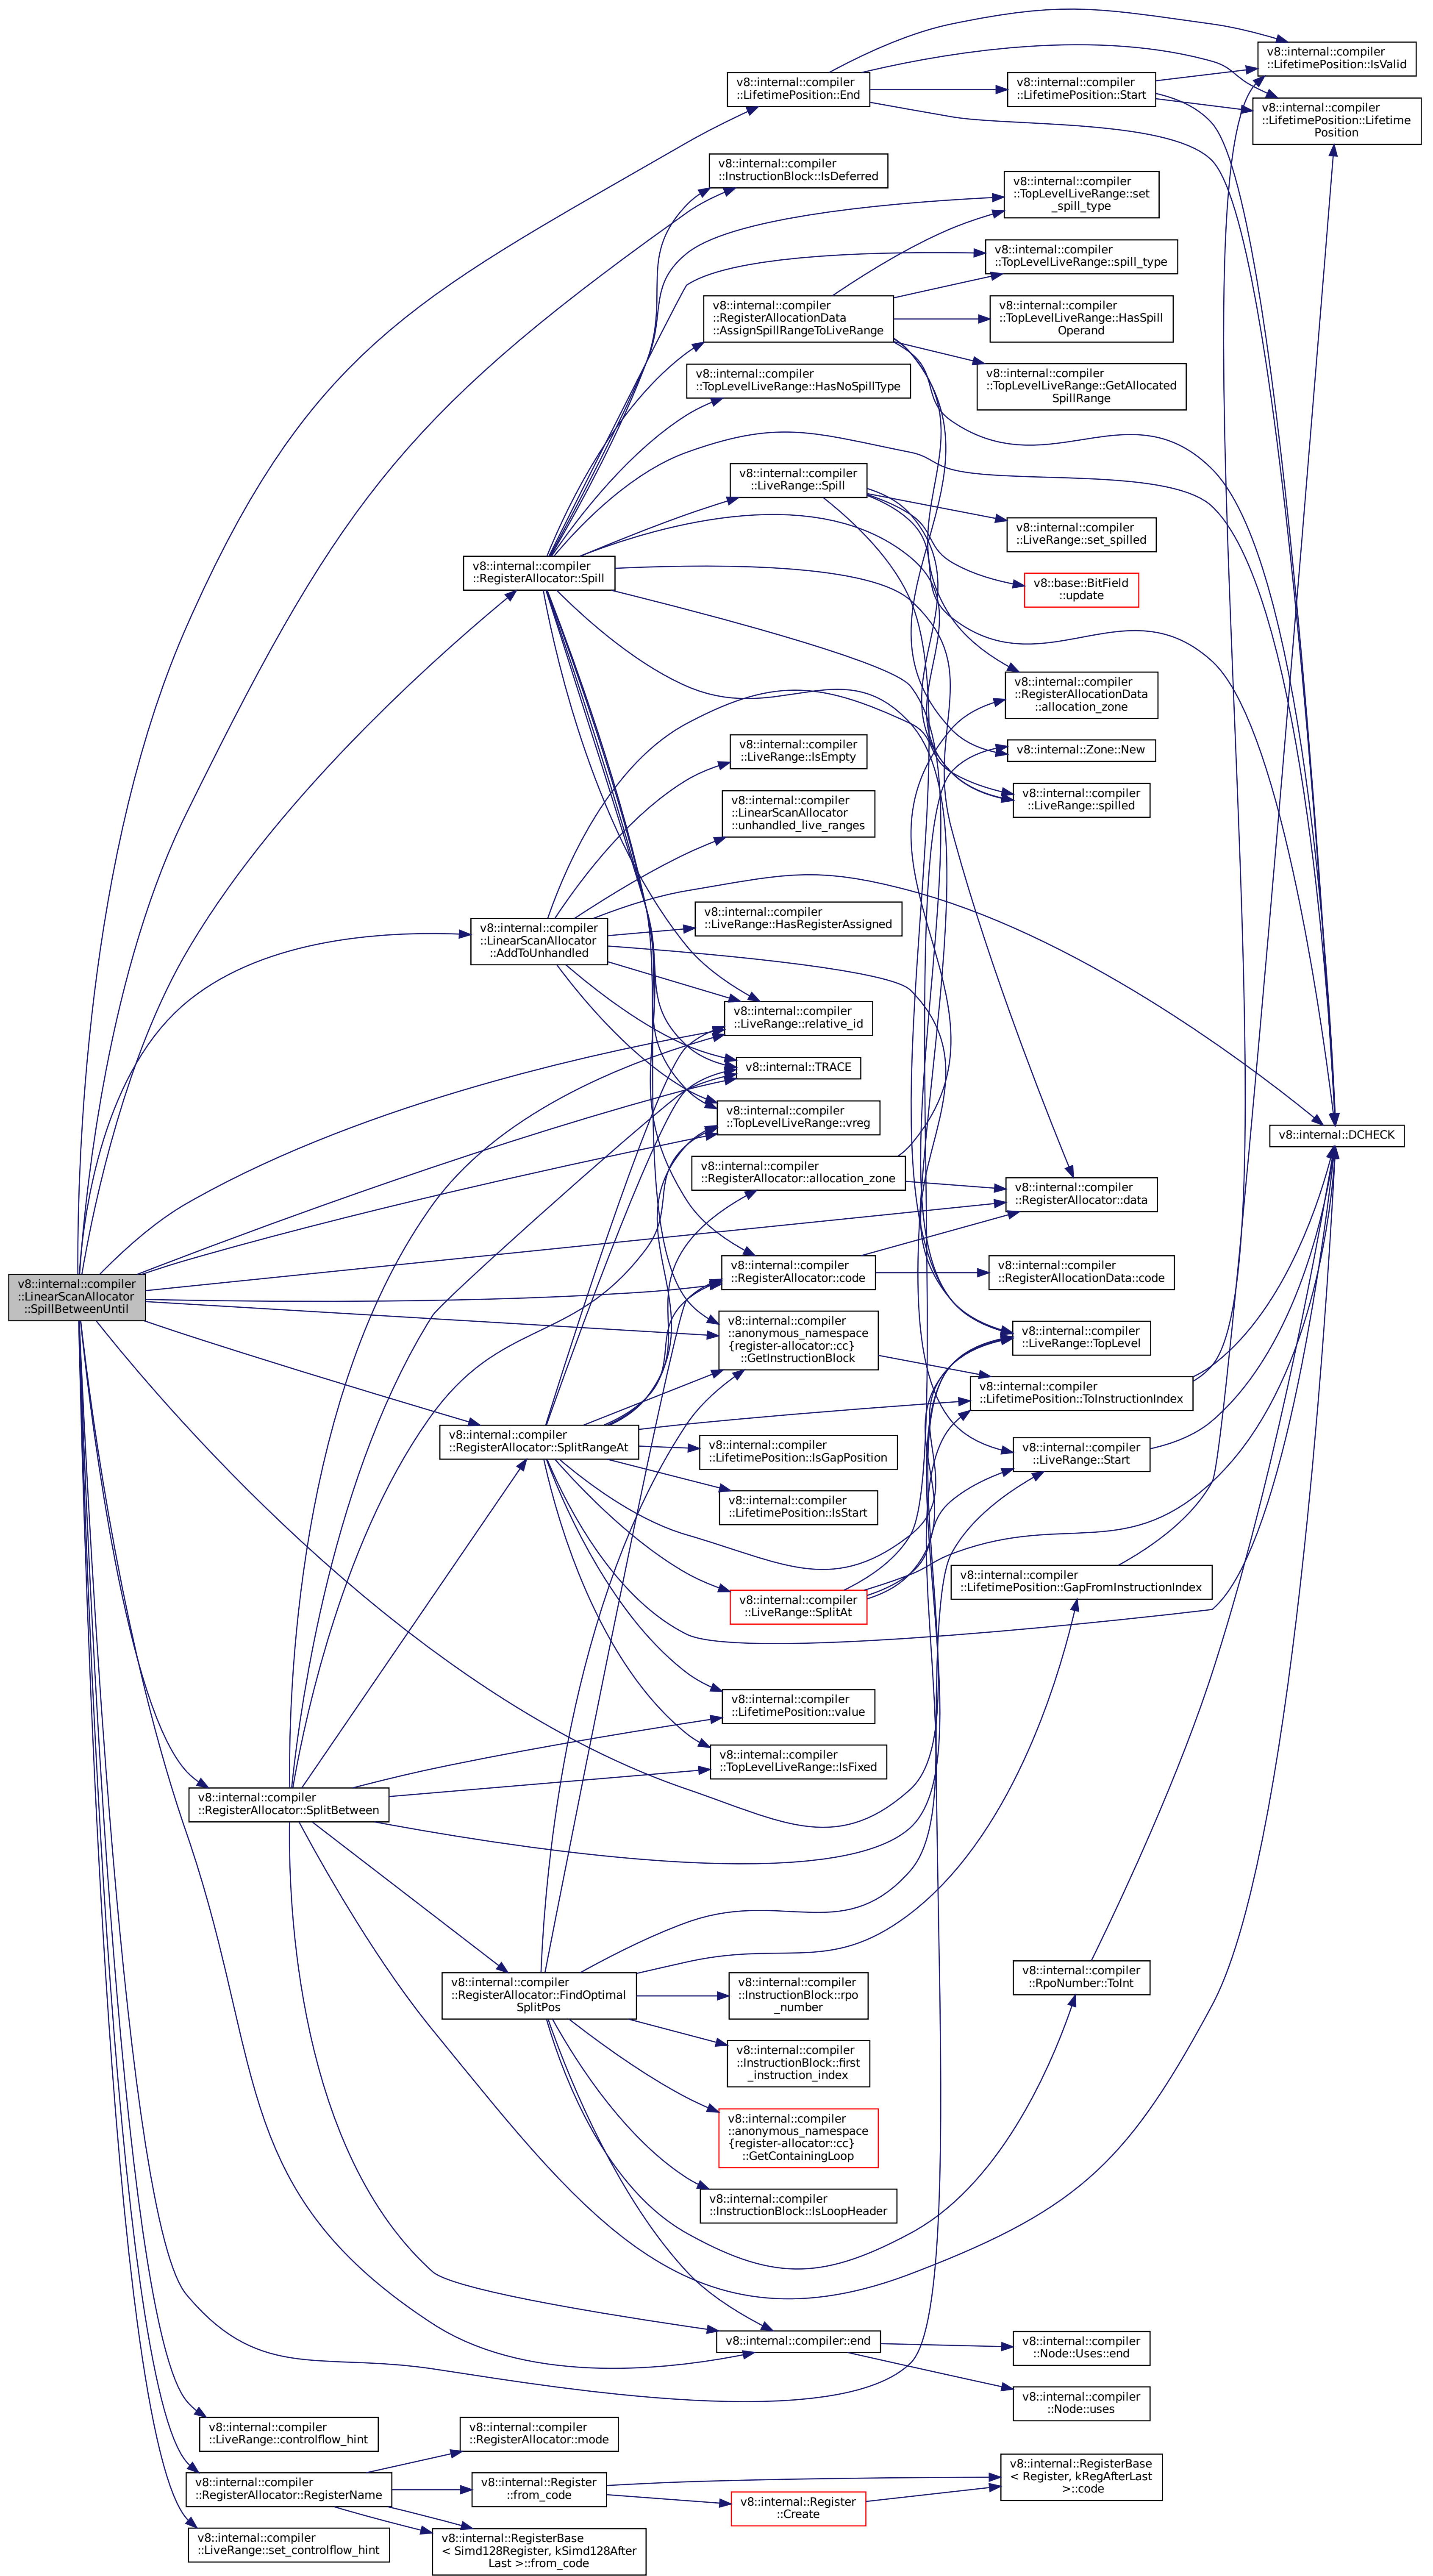 v8::internal::compiler
::LifetimePosition::IsValid
v8::internal::compiler
::LifetimePosition::End
v8::internal::compiler
::LifetimePosition::Start
v8::internal::compiler
::LifetimePosition::Lifetime
Position
v8::internal::compiler
::InstructionBlock::IsDeferred
v8::internal::compiler
::TopLevelLiveRange::set
_spill_type
v8::internal::compiler
::TopLevelLiveRange::spill_type
v8::internal::compiler
::RegisterAllocationData
::AssignSpillRangeToLiveRange
v8::internal::compiler
::TopLevelLiveRange::HasSpill
Operand
v8::internal::compiler
::TopLevelLiveRange::HasNoSpillType
v8::internal::compiler
::TopLevelLiveRange::GetAllocated
SpillRange
v8::internal::compiler
::LiveRange::Spill
v8::internal::compiler
::LiveRange::set_spilled
v8::internal::compiler
::RegisterAllocator::Spill
v8::base::BitField
::update
v8::internal::compiler
::RegisterAllocationData
::allocation_zone
v8::internal::compiler
::LiveRange::IsEmpty
v8::internal::Zone::New
v8::internal::compiler
::LiveRange::spilled
v8::internal::compiler
::LinearScanAllocator
::unhandled_live_ranges
v8::internal::compiler
::LinearScanAllocator
::AddToUnhandled
v8::internal::compiler
::LiveRange::HasRegisterAssigned
v8::internal::compiler
::LiveRange::relative_id
v8::internal::TRACE
v8::internal::compiler
::TopLevelLiveRange::vreg
v8::internal::DCHECK
v8::internal::compiler
::RegisterAllocator::allocation_zone
v8::internal::compiler
::RegisterAllocator::data
v8::internal::compiler
::LinearScanAllocator
::SpillBetweenUntil
v8::internal::compiler
::RegisterAllocator::code
v8::internal::compiler
::RegisterAllocationData::code
v8::internal::compiler
::anonymous_namespace
{register-allocator::cc}
::GetInstructionBlock
v8::internal::compiler
::LiveRange::TopLevel
v8::internal::compiler
::LifetimePosition::ToInstructionIndex
v8::internal::compiler
::RegisterAllocator::SplitRangeAt
v8::internal::compiler
::LifetimePosition::IsGapPosition
v8::internal::compiler
::LiveRange::Start
v8::internal::compiler
::LifetimePosition::IsStart
v8::internal::compiler
::LifetimePosition::GapFromInstructionIndex
v8::internal::compiler
::LiveRange::SplitAt
v8::internal::compiler
::LifetimePosition::value
v8::internal::compiler
::TopLevelLiveRange::IsFixed
v8::internal::compiler
::RegisterAllocator::SplitBetween
v8::internal::compiler
::RegisterAllocator::FindOptimal
SplitPos
v8::internal::compiler
::InstructionBlock::rpo
_number
v8::internal::compiler
::RpoNumber::ToInt
v8::internal::compiler
::InstructionBlock::first
_instruction_index
v8::internal::compiler
::anonymous_namespace
{register-allocator::cc}
::GetContainingLoop
v8::internal::compiler
::InstructionBlock::IsLoopHeader
v8::internal::compiler::end
v8::internal::compiler
::Node::Uses::end
v8::internal::compiler
::Node::uses
v8::internal::compiler
::LiveRange::controlflow_hint
v8::internal::compiler
::RegisterAllocator::mode
v8::internal::compiler
::RegisterAllocator::RegisterName
v8::internal::Register
::from_code
v8::internal::RegisterBase
< Register, kRegAfterLast
>::code
v8::internal::Register
::Create
v8::internal::compiler
::LiveRange::set_controlflow_hint
v8::internal::RegisterBase
< Simd128Register, kSimd128After
Last >::from_code